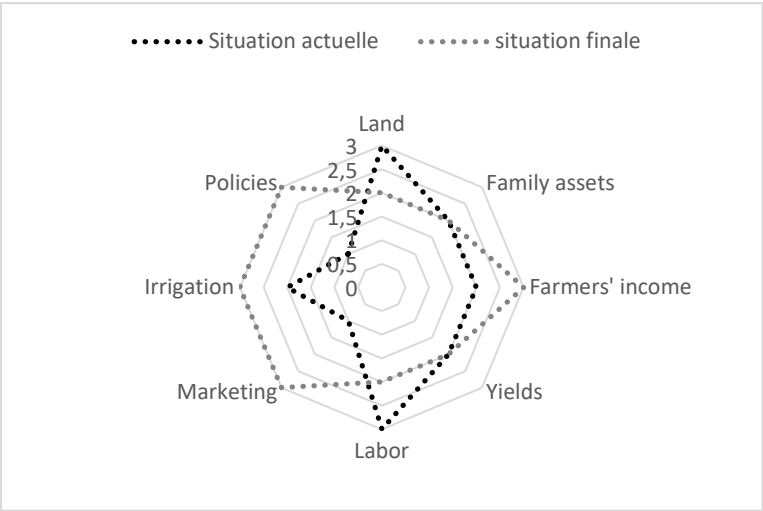 Situation actuelle
situation finale
Land
3
2,5
2
1,5
1
0,5
0
Family assets
Policies
Irrigation
Farmers' income
Marketing
Yields
Labor